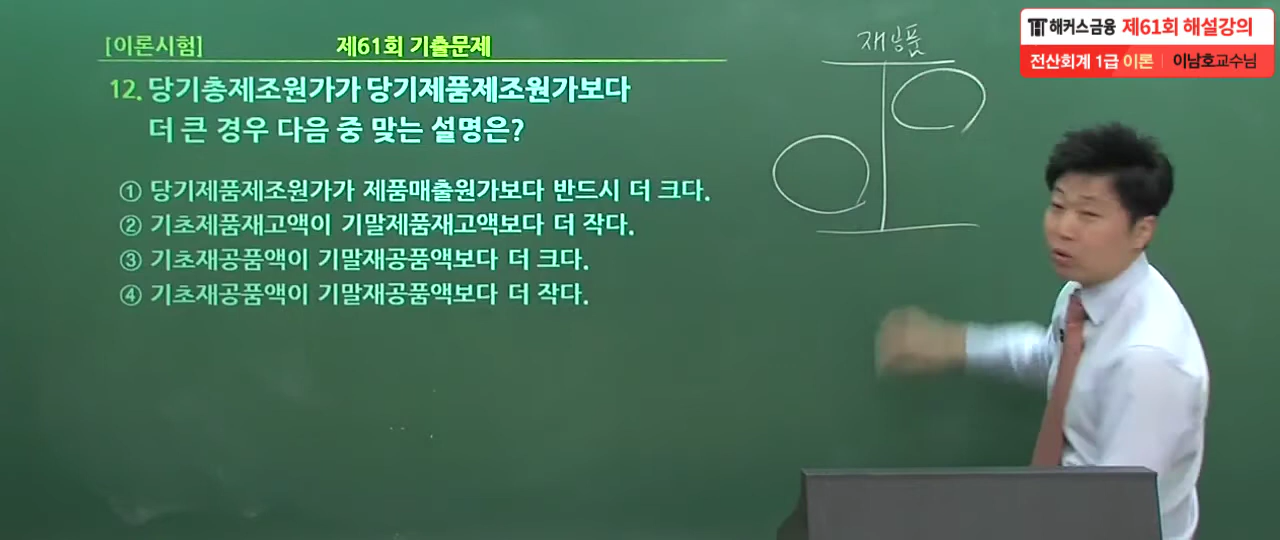 [이론시험] 제61회 기출문제
12. 당기총제조원가가 당기제품제조원가보다
더 큰 경우 다음 중 맞는 설명은?
① 당기제품제조원가가 제품매출원가보다 반드시 더 크다.
② 기초제품재고액이 기말제품재고액보다 더 작다.
③ 기초재공품액이 기말재공품액보다 더 크다.
④ 기초재공품액이 기말재공품액보다 더 작다.
재공품
해커스금융 제61회 해설강의
전산회계 1급 이론 | 이남호교수님